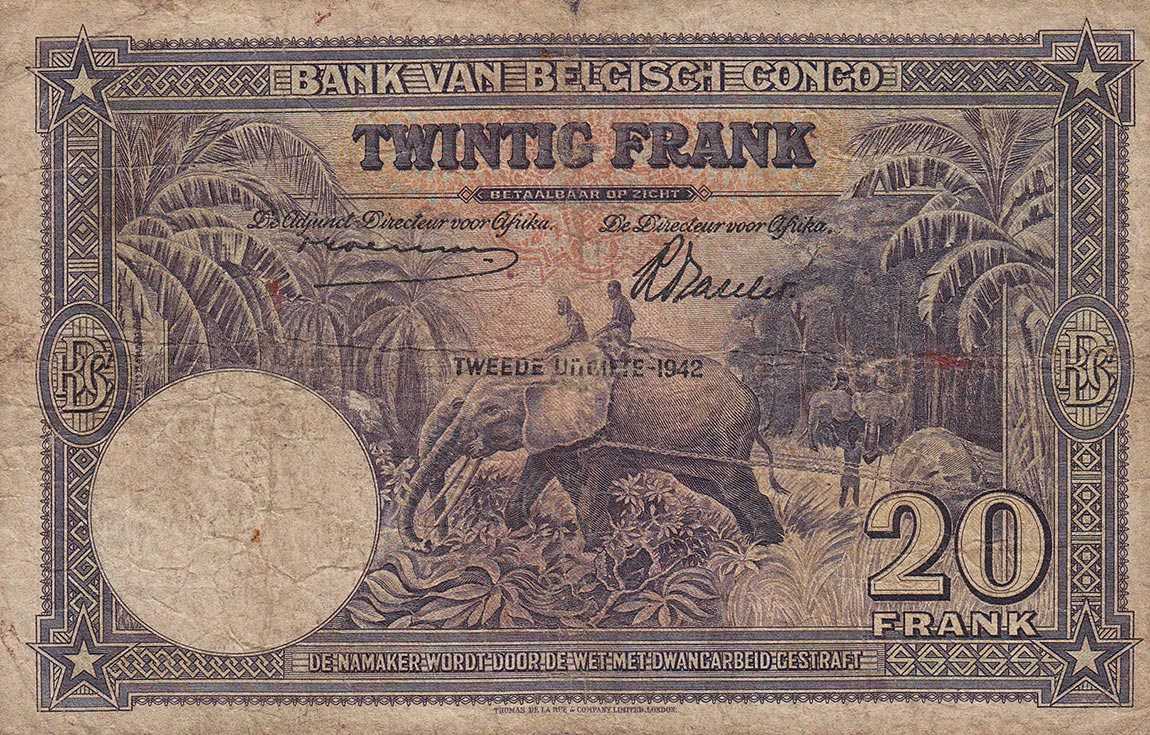 BANK VAN BELGISCH CONGO
TWINTIG FRANK
BETAALBAAR OP ZICHT
De Adjunct-Directeur voor Afrika. De Directeur voor Afrika.
TWEEDE UITGIFTE-1942
BCB BCB
20
FRANK
DE NAMAKER WORDT DOOR DE WET MET DWANGARBEID GESTRAFT
THOMAS DE LA RUE & COMPANY, LIMITED, LONDON.